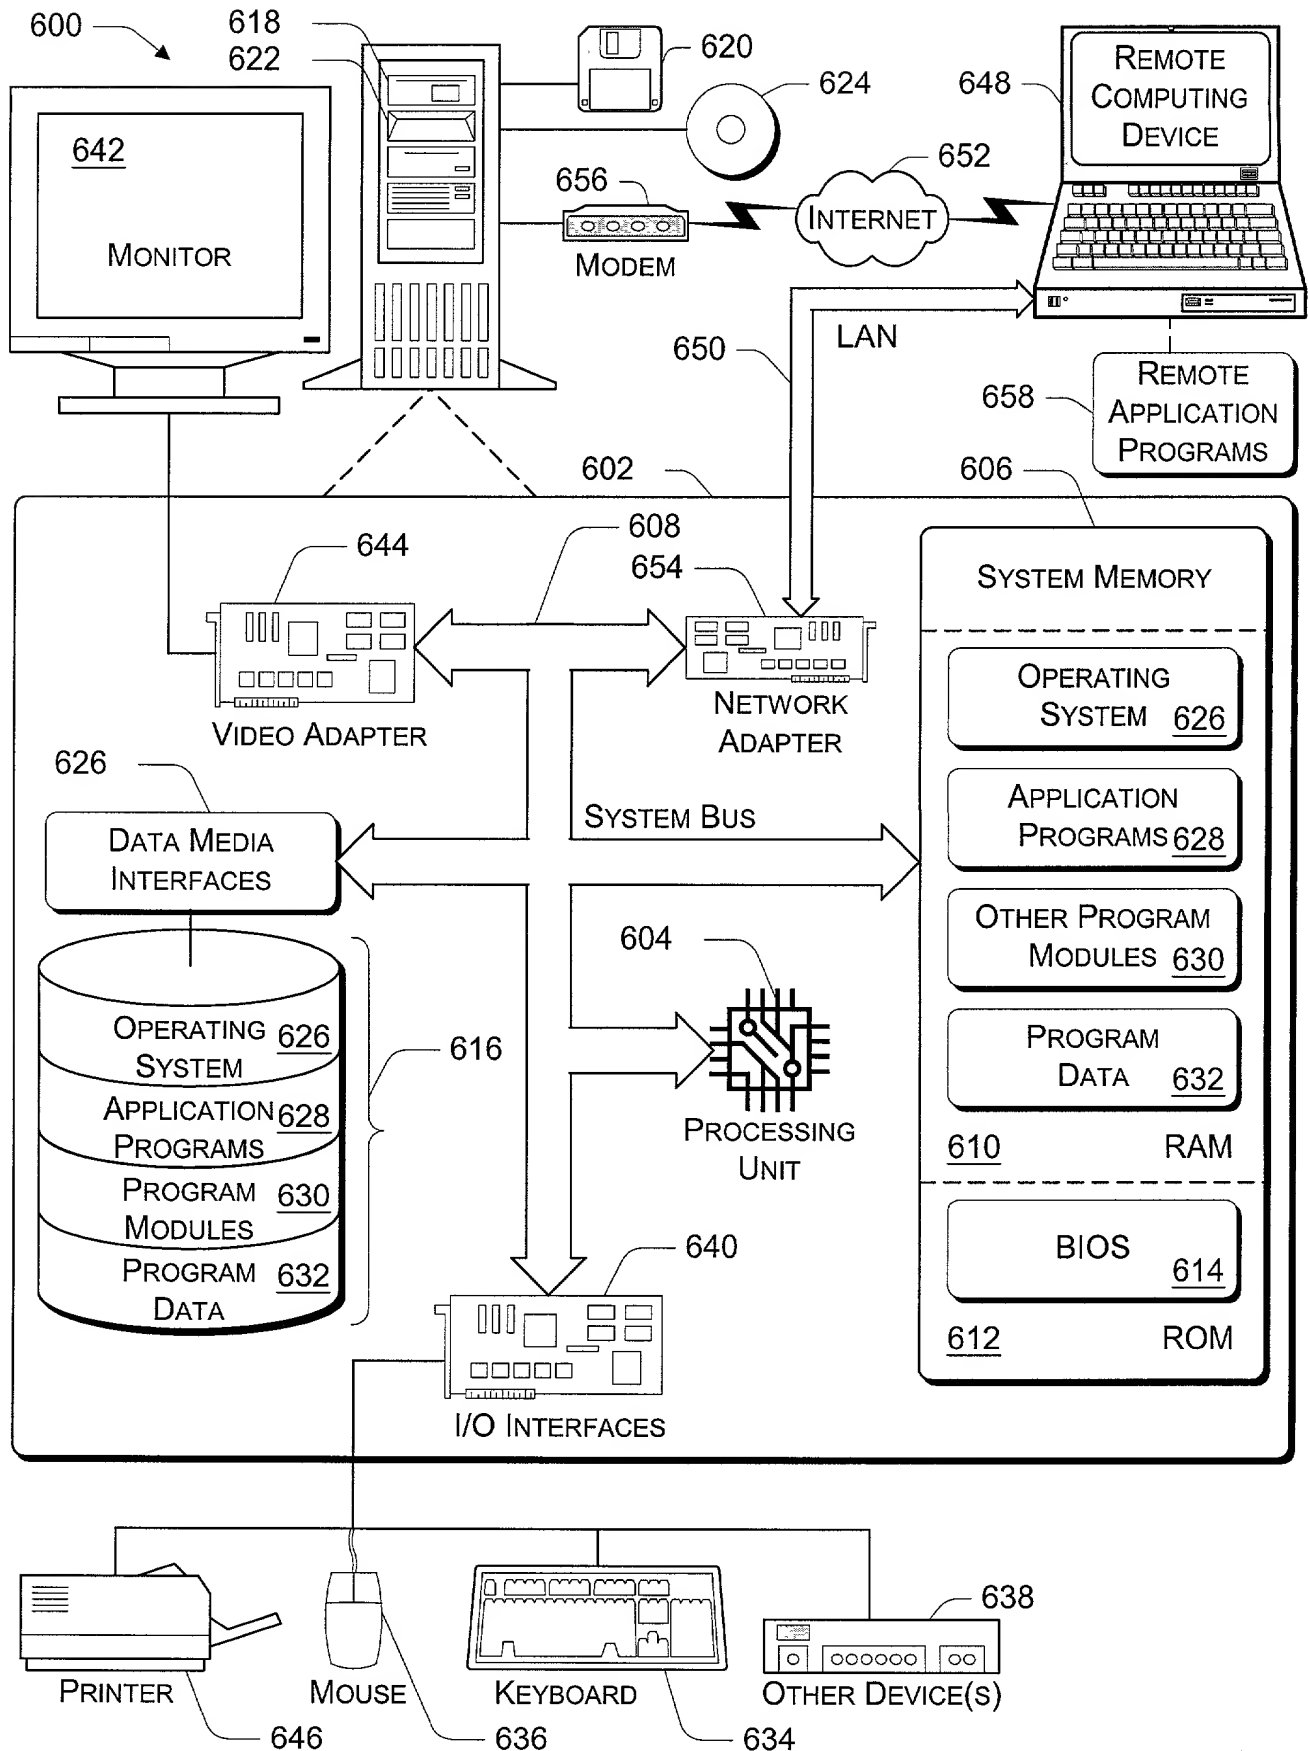 600
618
622
620
624
642
MONITOR
656
MODEM
652
INTERNET
648
REMOTE
COMPUTING
DEVICE
650
LAN
658
REMOTE
APPLICATION
PROGRAMS
602
606
608
644
654
VIDEO ADAPTER
NETWORK
ADAPTER
SYSTEM MEMORY
OPERATING
SYSTEM 626
APPLICATION
PROGRAMS 628
OTHER PROGRAM
MODULES 630
PROGRAM
DATA 632
610 RAM
BIOS
614
612 ROM
626
DATA MEDIA
INTERFACES
SYSTEM BUS
604
PROCESSING
UNIT
OPERATING 626
SYSTEM
616
APPLICATION 628
PROGRAMS
PROGRAM 630
MODULES
PROGRAM 632
DATA
640
I/O INTERFACES
PRINTER
646
MOUSE
636
KEYBOARD
634
638
OTHER DEVICE(S)